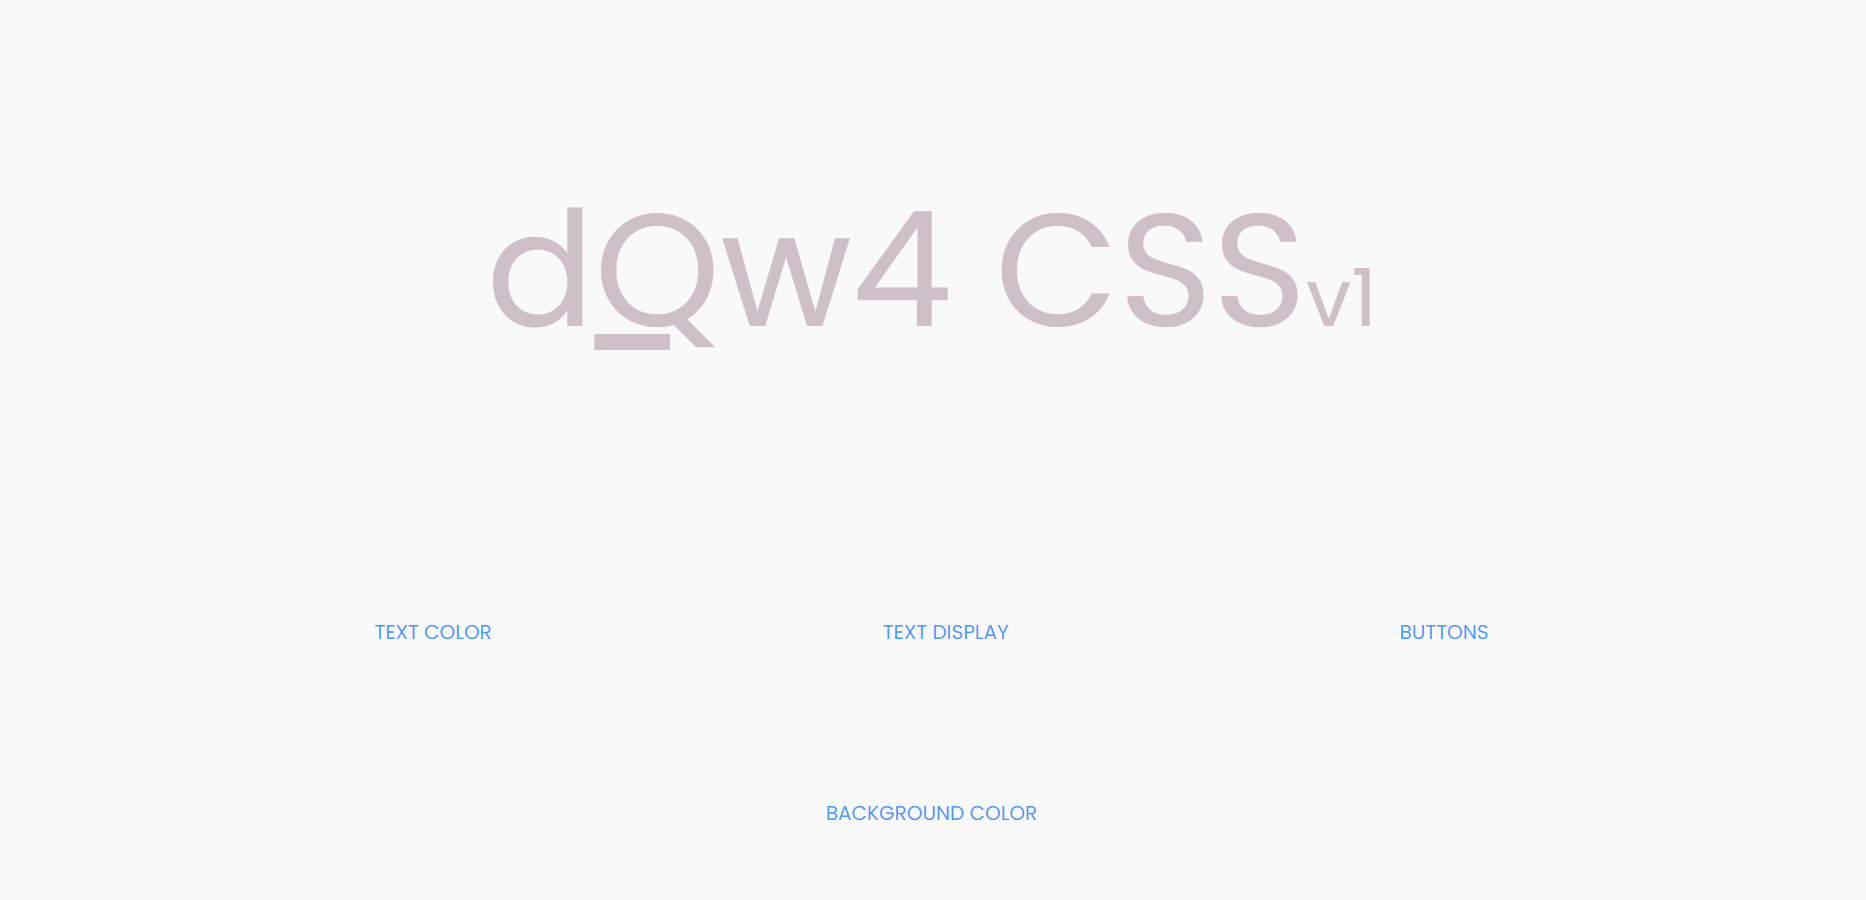 dQw4 CSSv1
TEXT COLOR
TEXT DISPLAY
BUTTONS
BACKGROUND COLOR